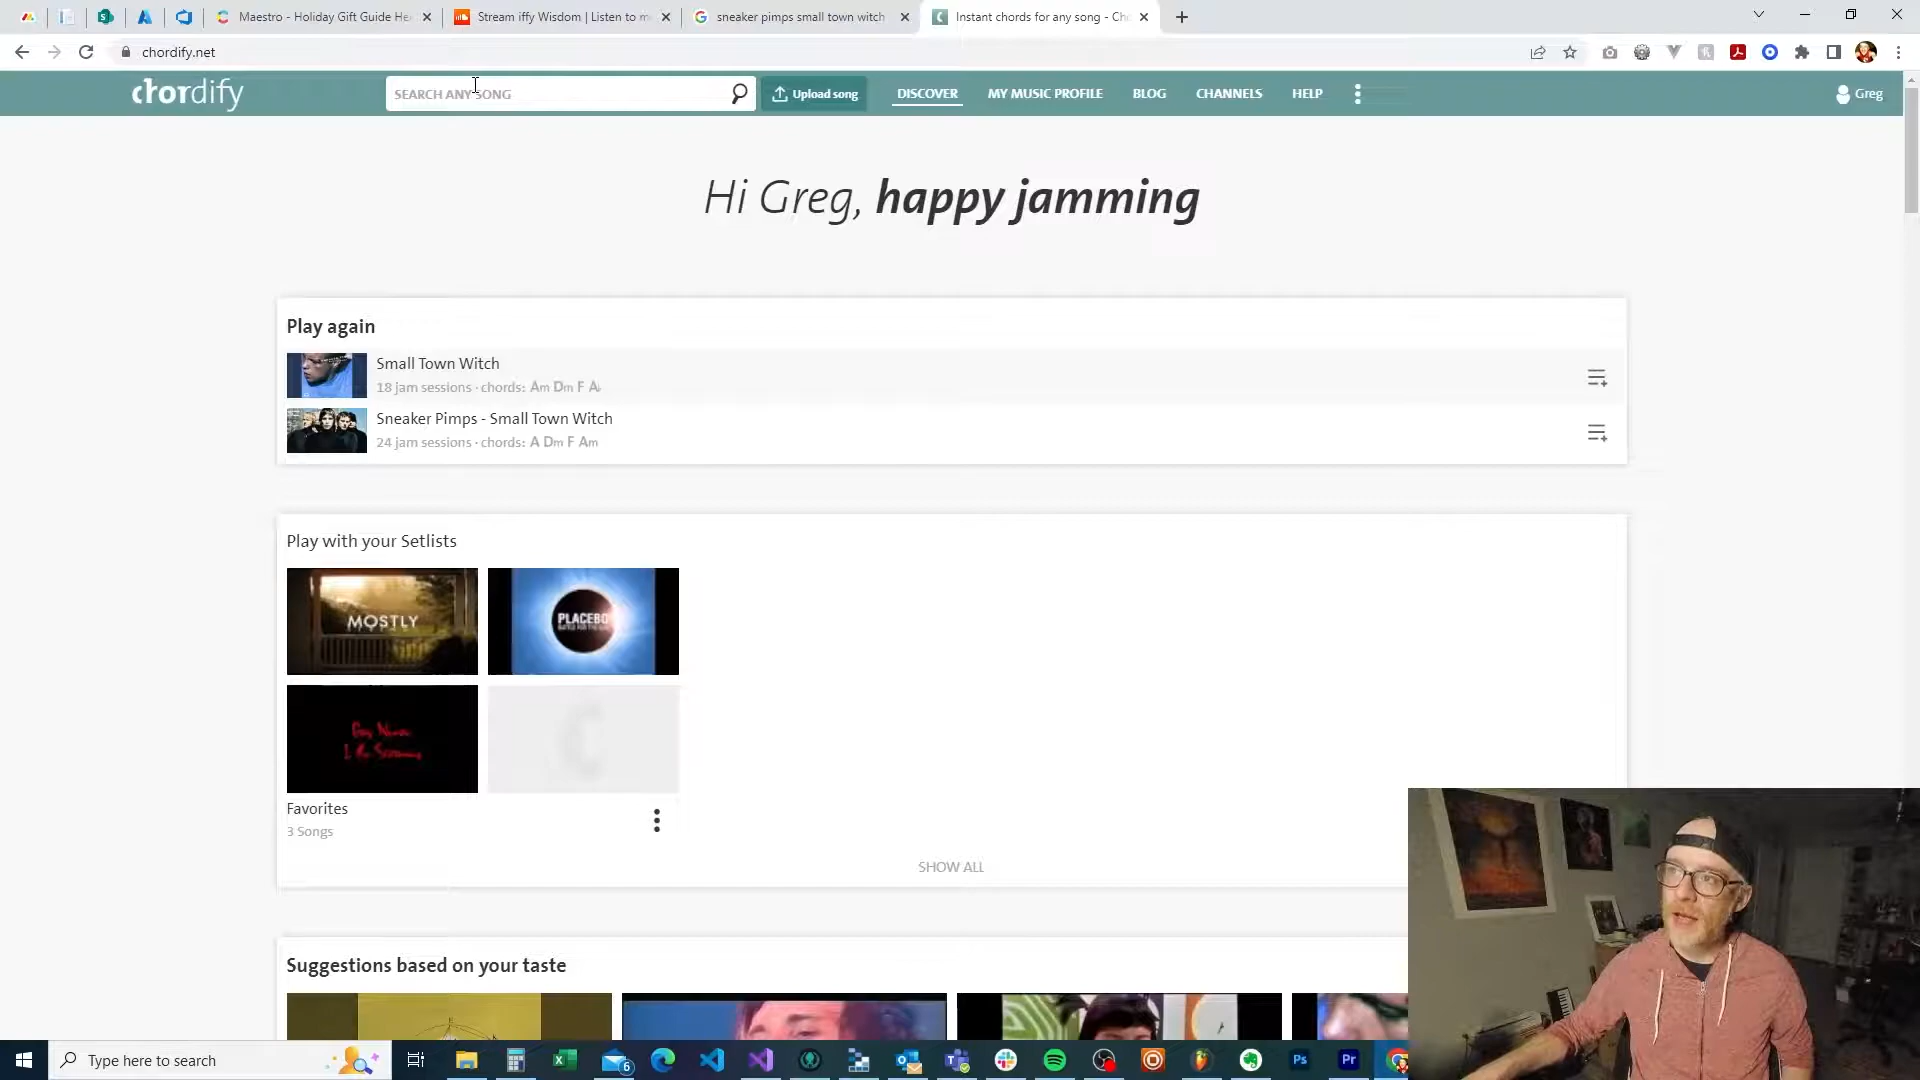 Maestro - Holiday Gift Guide He
Stream iffy Wisdom | Listen to m
sneaker pimps small town witch
Instant chords for any song - Ch
chordify.net
chordify
SEARCH ANY SONG
Upload song
DISCOVER
MY MUSIC PROFILE
BLOG
CHANNELS
HELP
Greg
Hi Greg, happy jamming
Play again
Small Town Witch
18 jam sessions · chords: Am Dm F A♭
Sneaker Pimps - Small Town Witch
24 jam sessions · chords: A Dm F Am
Play with your Setlists
MOSTLY
PLACEBO
Favorites
3 Songs
SHOW ALL
Suggestions based on your taste
Type here to search
6
Ps
Pr